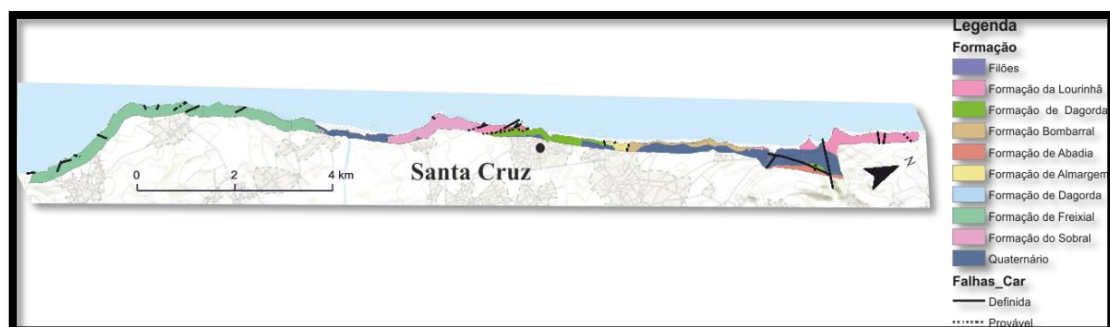 Legenda
Formação
Filões
Formação da Lourinhã
Formação de Dagorda
Formação Bombarral
Formação de Abadia
Formação de Almargem
Formação de Dagorda
Formação de Freixial
Formação do Sobral
Quaternário
Falhas_Car
Definida
Provável
0 2 4 km
Santa Cruz
N